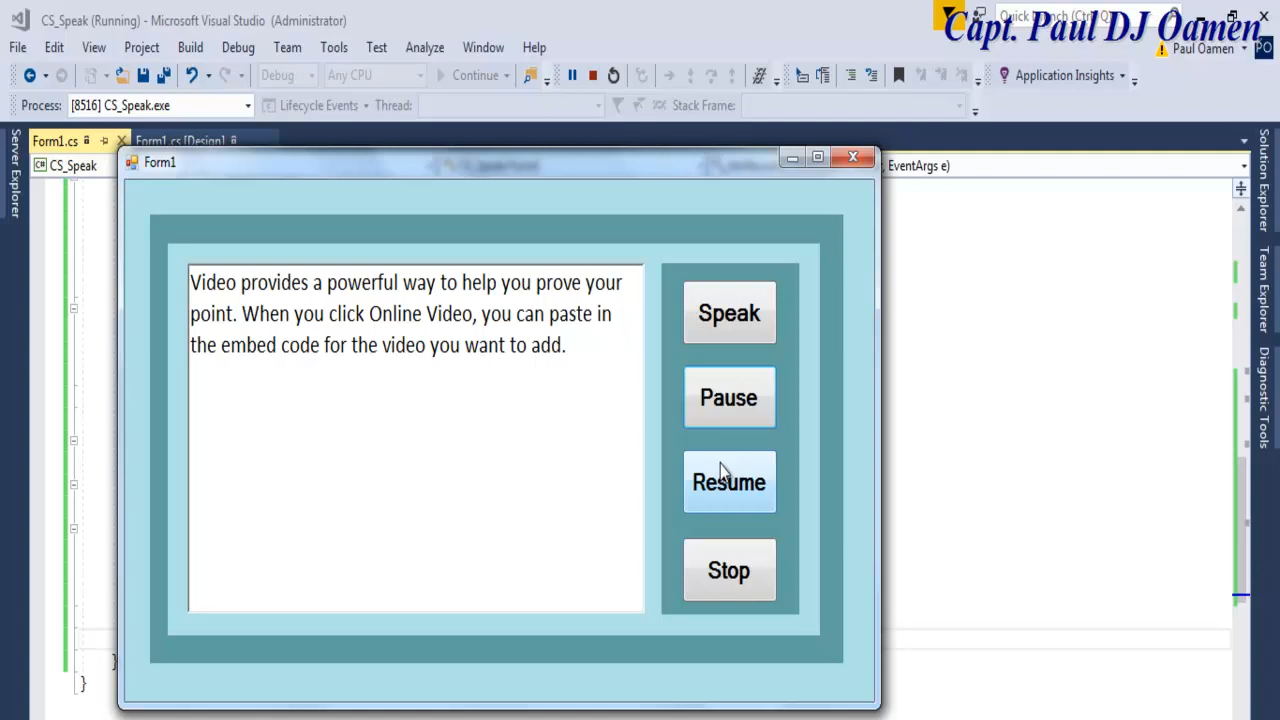 CS_Speak (Running) - Microsoft Visual Studio (Administrator)
Quick Launch (Ctrl+Q)
Capt. Paul DJ Oamen
File Edit View Project Build Debug Team Tools Test Analyze Window Help
Paul Oamen PO
Debug Any CPU Continue Application Insights
Process: [8516] CS_Speak.exe Lifecycle Events Thread: Stack Frame:
Form1.cs Form1.cs [Design]
CS_Speak
EventArgs e)
Form1
Server Explorer
Solution Explorer
Team Explorer
Diagnostic Tools
Video provides a powerful way to help you prove your
point. When you click Online Video, you can paste in
the embed code for the video you want to add.
Speak
Pause
Resume
Stop
}
}